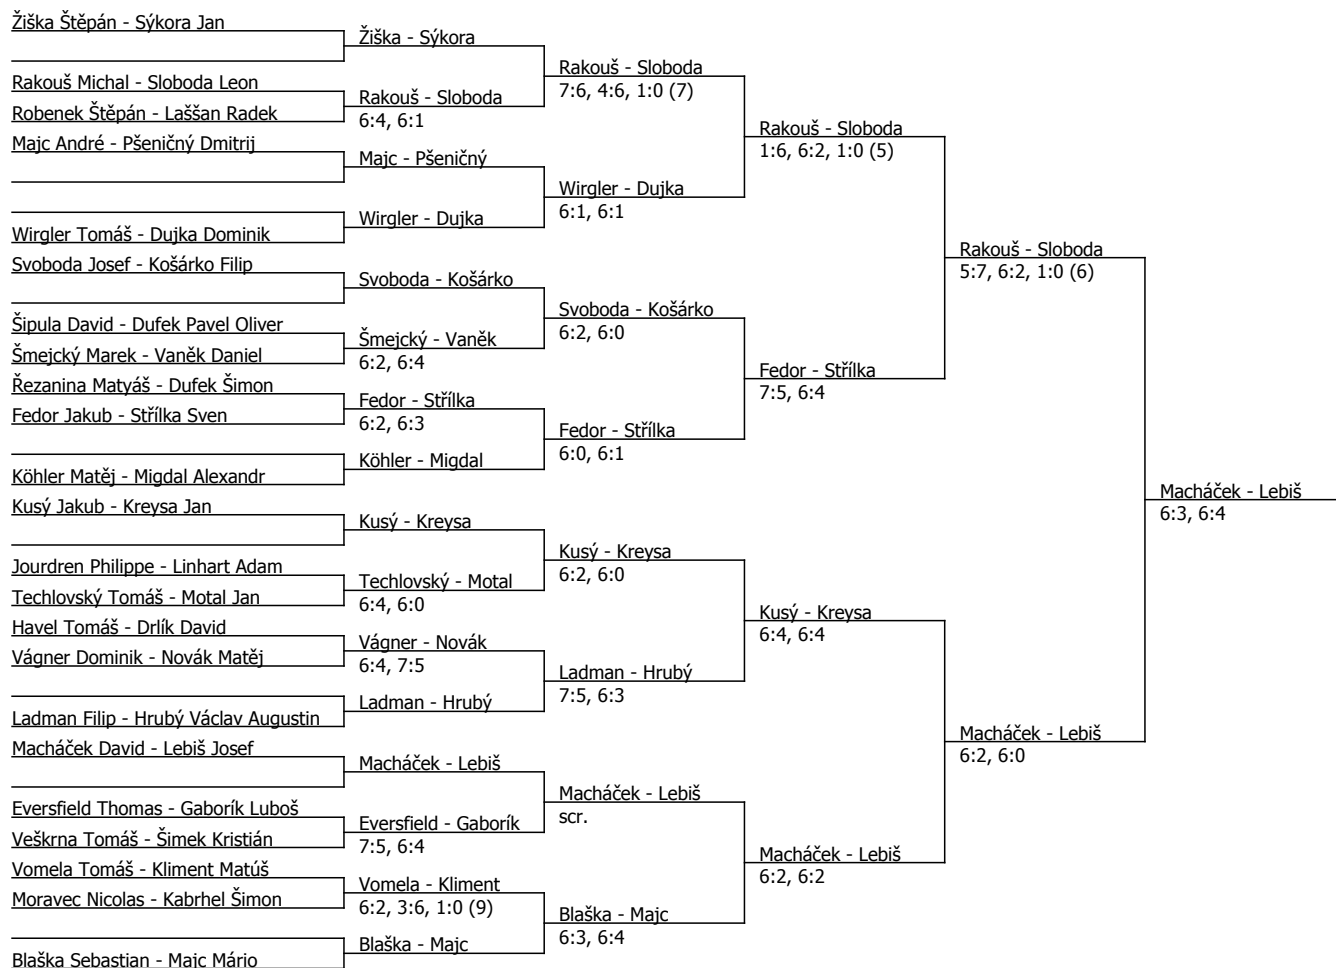 Žiška Štěpán - Sýkora Jan
Rakouš Michal - Sloboda Leon
Robenek Štěpán - Laššan Radek
Majc André - Pšeničný Dmitrij
Wirgler Tomáš - Dujka Dominik
Svoboda Josef - Košárko Filip
Šipula David - Dufek Pavel Oliver
Šmejcký Marek - Vaněk Daniel
Řezanina Matyáš - Dufek Šimon
Fedor Jakub - Střílka Sven
Köhler Matěj - Migdal Alexandr
Kusý Jakub - Kreysa Jan
Jourdren Philippe - Linhart Adam
Techlovský Tomáš - Motal Jan
Havel Tomáš - Drlík David
Vágner Dominik - Novák Matěj
Ladman Filip - Hrubý Václav Augustin
Macháček David - Lebiš Josef
Eversfield Thomas - Gaborík Luboš
Veškrna Tomáš - Šimek Kristián
Vomela Tomáš - Kliment Matúš
Moravec Nicolas - Kabrhel Šimon
Blaška Sebastian - Majc Mário
Žiška - Sýkora
Rakouš - Sloboda
6:4, 6:1
Majc - Pšeničný
Wirgler - Dujka
Svoboda - Košárko
Šmejcký - Vaněk
6:2, 6:4
Fedor - Střílka
6:2, 6:3
Köhler - Migdal
Kusý - Kreysa
Techlovský - Motal
6:4, 6:0
Vágner - Novák
6:4, 7:5
Ladman - Hrubý
Macháček - Lebiš
Eversfield - Gaborík
7:5, 6:4
Vomela - Kliment
6:2, 3:6, 1:0 (9)
Blaška - Majc
Rakouš - Sloboda
7:6, 4:6, 1:0 (7)
Wirgler - Dujka
6:1, 6:1
Svoboda - Košárko
6:2, 6:0
Fedor - Střílka
6:0, 6:1
Kusý - Kreysa
6:2, 6:0
Ladman - Hrubý
7:5, 6:3
Macháček - Lebiš
scr.
Blaška - Majc
6:3, 6:4
Rakouš - Sloboda
1:6, 6:2, 1:0 (5)
Fedor - Střílka
7:5, 6:4
Kusý - Kreysa
6:4, 6:4
Macháček - Lebiš
6:2, 6:2
Rakouš - Sloboda
5:7, 6:2, 1:0 (6)
Macháček - Lebiš
6:2, 6:0
Macháček - Lebiš
6:3, 6:4